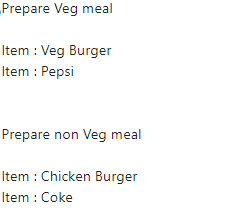 Prepare Veg meal
Item : Veg Burger
Item : Pepsi
Prepare non Veg meal
Item : Chicken Burger
Item : Coke